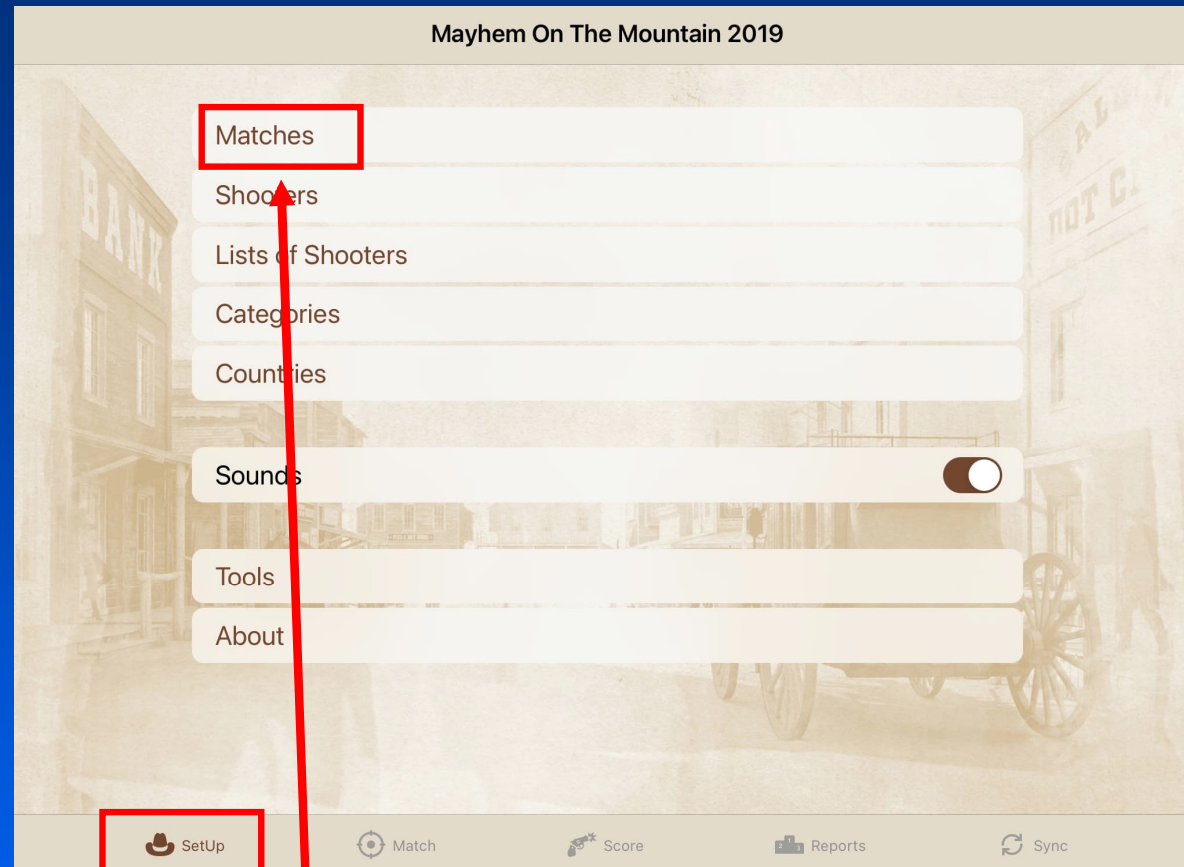 Mayhem On The Mountain 2019
Matches
Shooters
Lists of Shooters
Categories
Countries
Sounds
Tools
About
SetUp Match Score Reports Sync
BANK